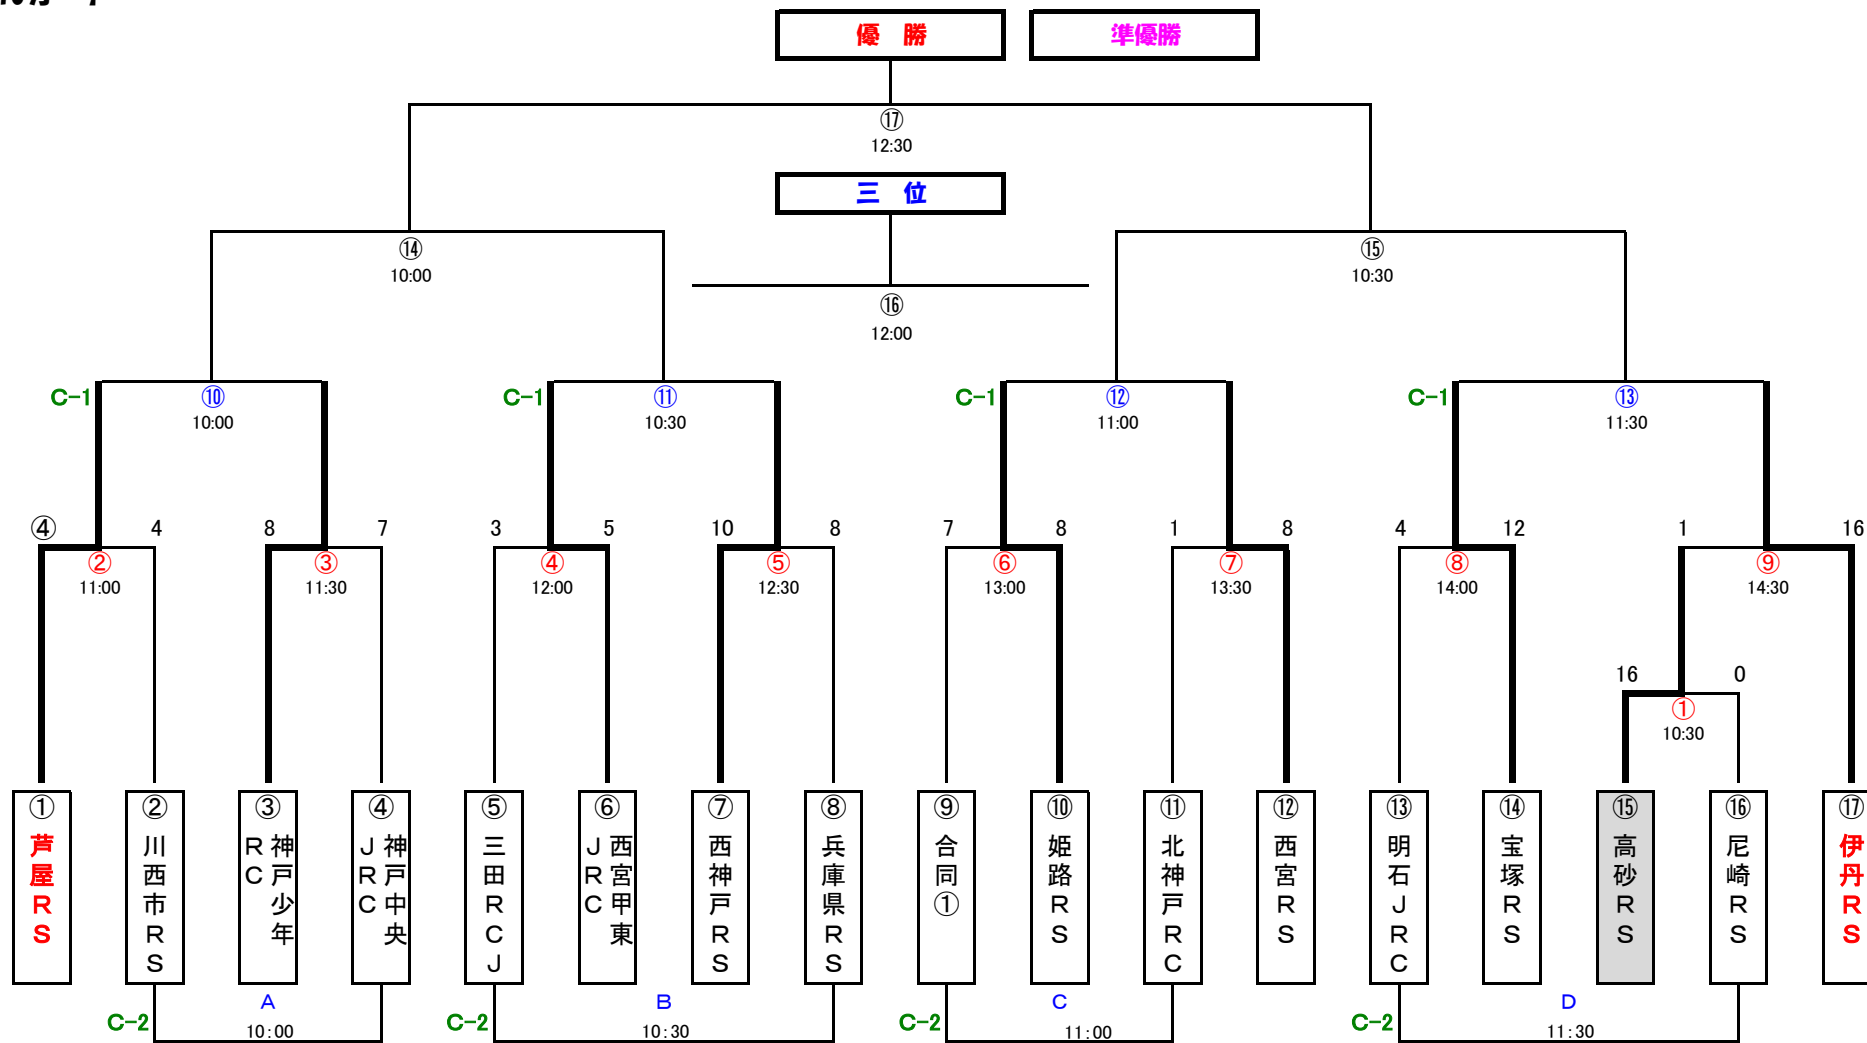 優 勝
準優勝
⑰
12:30
三 位
⑭
10:00
⑮
10:30
⑯
12:00
C-1
⑩
10:00
C-1
⑪
10:30
C-1
⑫
11:00
C-1
⑬
11:30
④ 4 8 7 3 5 10 8 7 8 1 8 4 12 1 16
② ③ ④ ⑤ ⑥ ⑦ ⑧ ⑨
11:00 11:30 12:00 12:30 13:00 13:30 14:00 14:30
16 0
①
10:30
① 芦屋RS
② 川西市RS
③ 神戸少年RC
④ 神戸中央JRC
⑤ 三田RCJ
⑥ 西宮甲東JRC
⑦ 西神戸RS
⑧ 兵庫県RS
⑨ 合同①
⑩ 姫路RS
⑪ 北神戸RC
⑫ 西宮RS
⑬ 明石JRC
⑭ 宝塚RS
⑮ 高砂RS
⑯ 尼崎RS
⑰ 伊丹RS
A
C-2
10:00
B
C-2
10:30
C
C-2
11:00
D
C-2
11:30